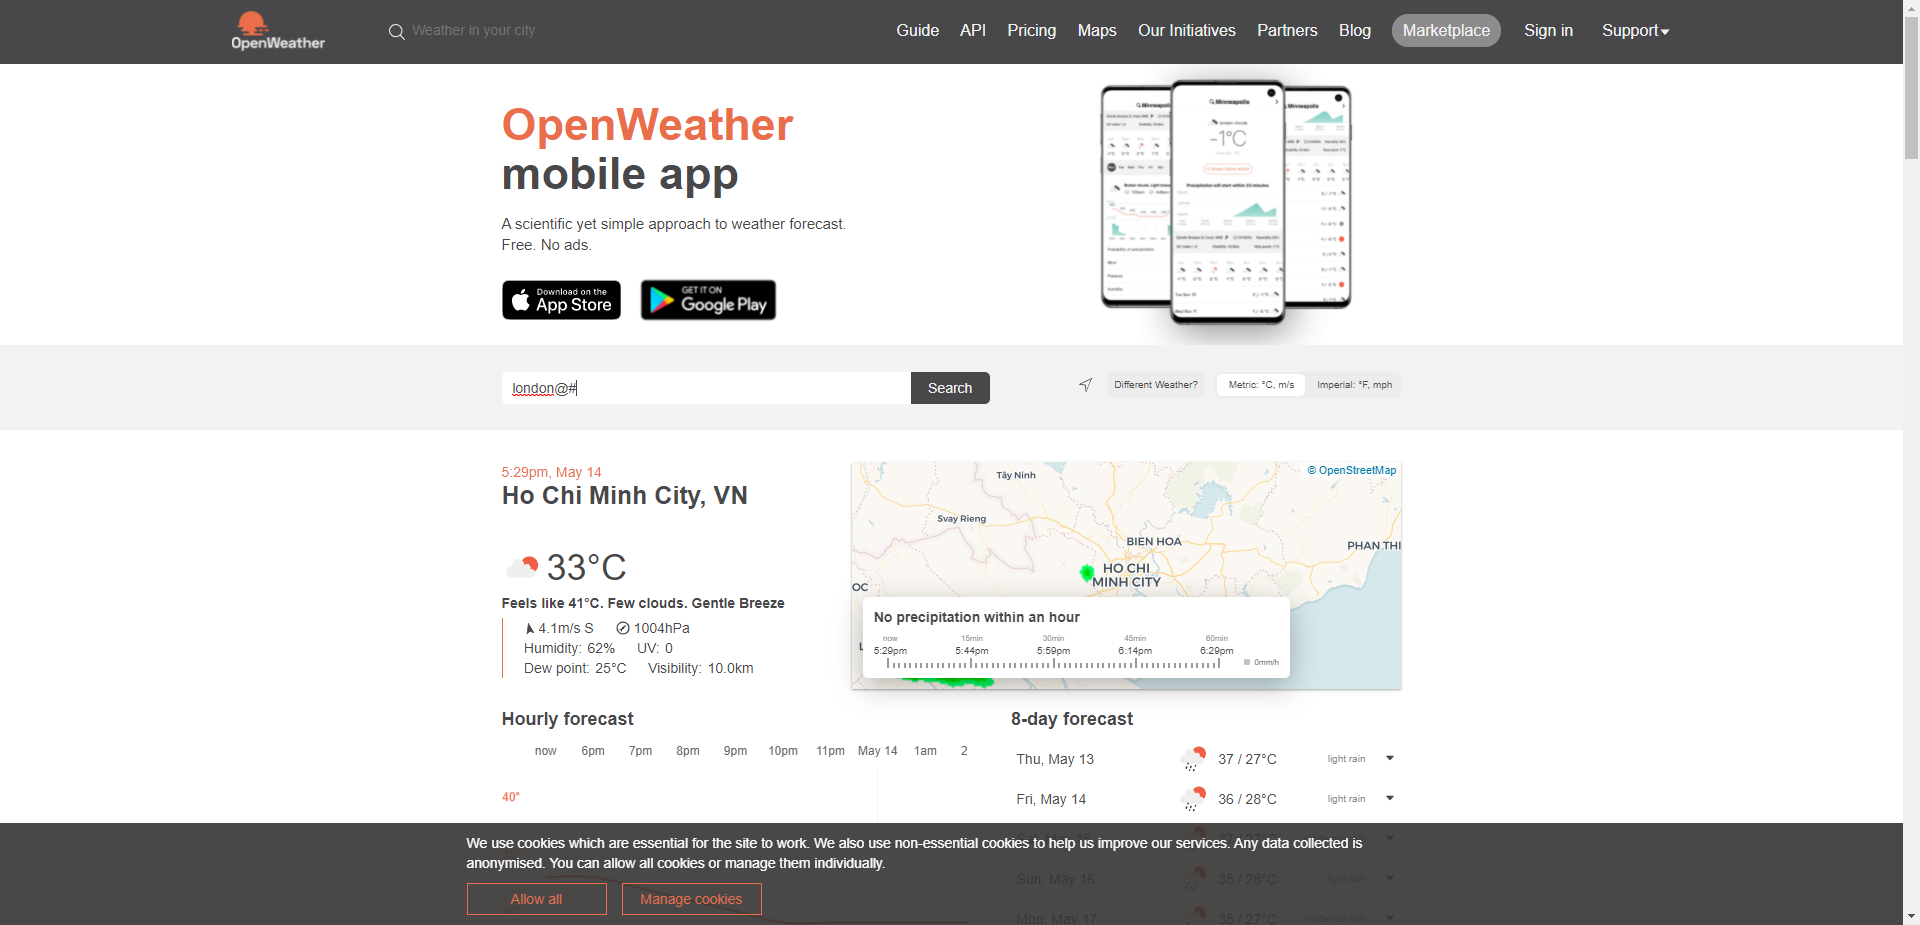 OpenWeather
Weather in your city
Guide API Pricing Maps Our Initiatives Partners Blog Marketplace Sign in Support
OpenWeather
mobile app
A scientific yet simple approach to weather forecast.
Free. No ads.
Download on the
App Store
GET IT ON
Google Play
Minneapolis
broken clouds
-1°C
london@#
Search
Different Weather?
Metric: °C, m/s
Imperial: °F, mph
5:29pm, May 14
Ho Chi Minh City, VN
33°C
Feels like 41°C. Few clouds. Gentle Breeze
4.1m/s S 1004hPa
Humidity: 62% UV: 0
Dew point: 25°C Visibility: 10.0km
© OpenStreetMap
Tây Ninh
Svay Rieng
BIEN HOÀ
PHAN THI
HO CHI
MINH CITY
OC
L
No precipitation within an hour
now 15min 30min 45min 60min
5:29pm 5:44pm 5:59pm 6:14pm 6:29pm
0mm/h
Hourly forecast
now 6pm 7pm 8pm 9pm 10pm 11pm May 14 1am 2
40°
8-day forecast
Thu, May 13 37 / 27°C light rain
Fri, May 14 36 / 28°C light rain
Sun, May 16 35 / 28°C light rain
Mon, May 17 35 / 27°C moderate rain
We use cookies which are essential for the site to work. We also use non-essential cookies to help us improve our services. Any data collected is
anonymised. You can allow all cookies or manage them individually.
Allow all
Manage cookies